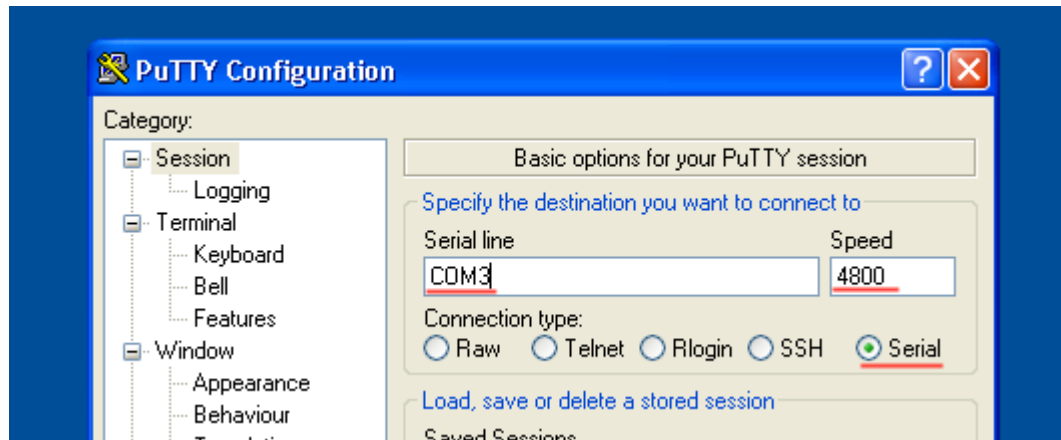 PuTTY Configuration
Category:
Session
Logging
Terminal
Keyboard
Bell
Features
Window
Appearance
Behaviour
Basic options for your PuTTY session
Specify the destination you want to connect to
Serial line Speed
COM3 4800
Connection type:
Raw Telnet Rlogin SSH Serial
Load, save or delete a stored session
Saved Sessions